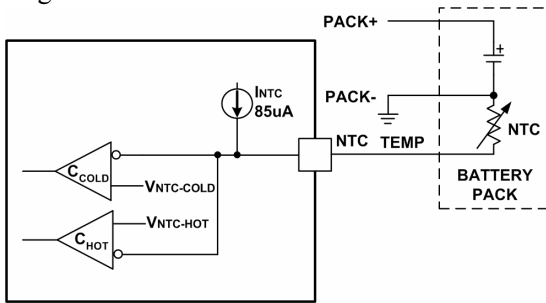 PACK+
INTC
85uA
PACK-
NTC
TEMP
NTC
CCOLD
VNTC-COLD
VNTC-HOT
CHOT
BATTERY
PACK
+